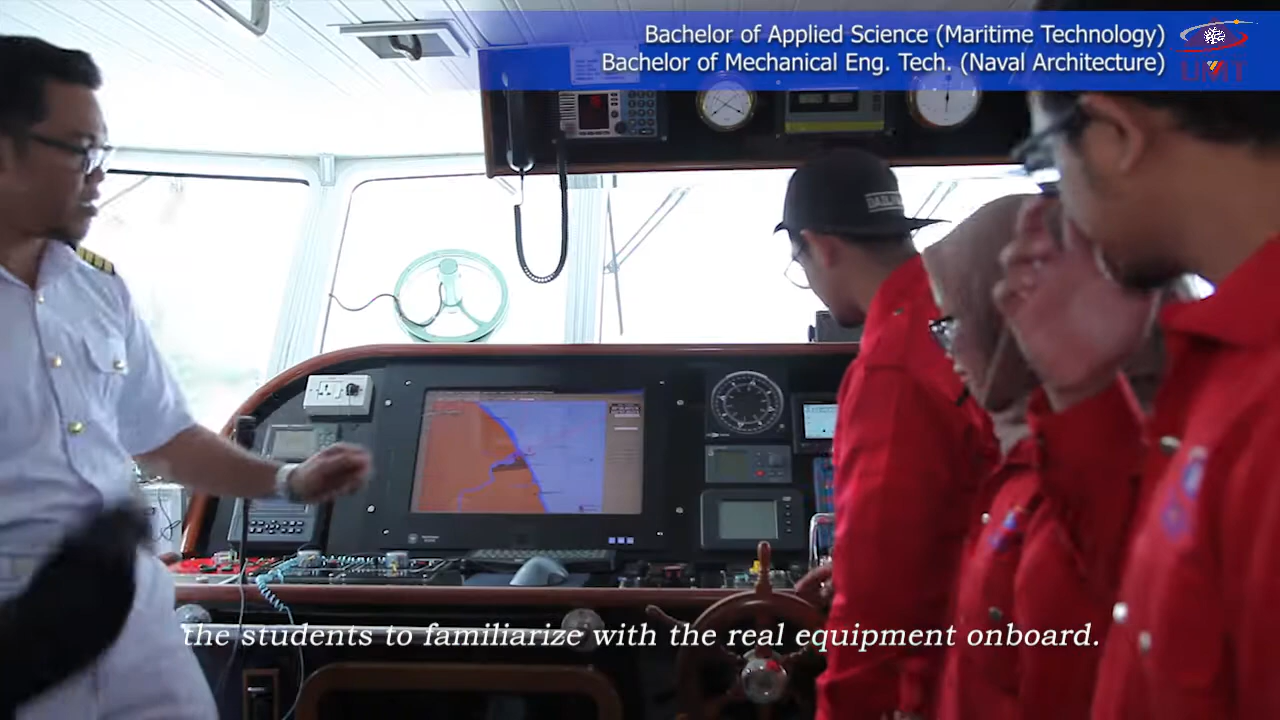 Bachelor of Applied Science (Maritime Technology)
Bachelor of Mechanical Eng. Tech. (Naval Architecture)
UMT
the students to familiarize with the real equipment onboard.